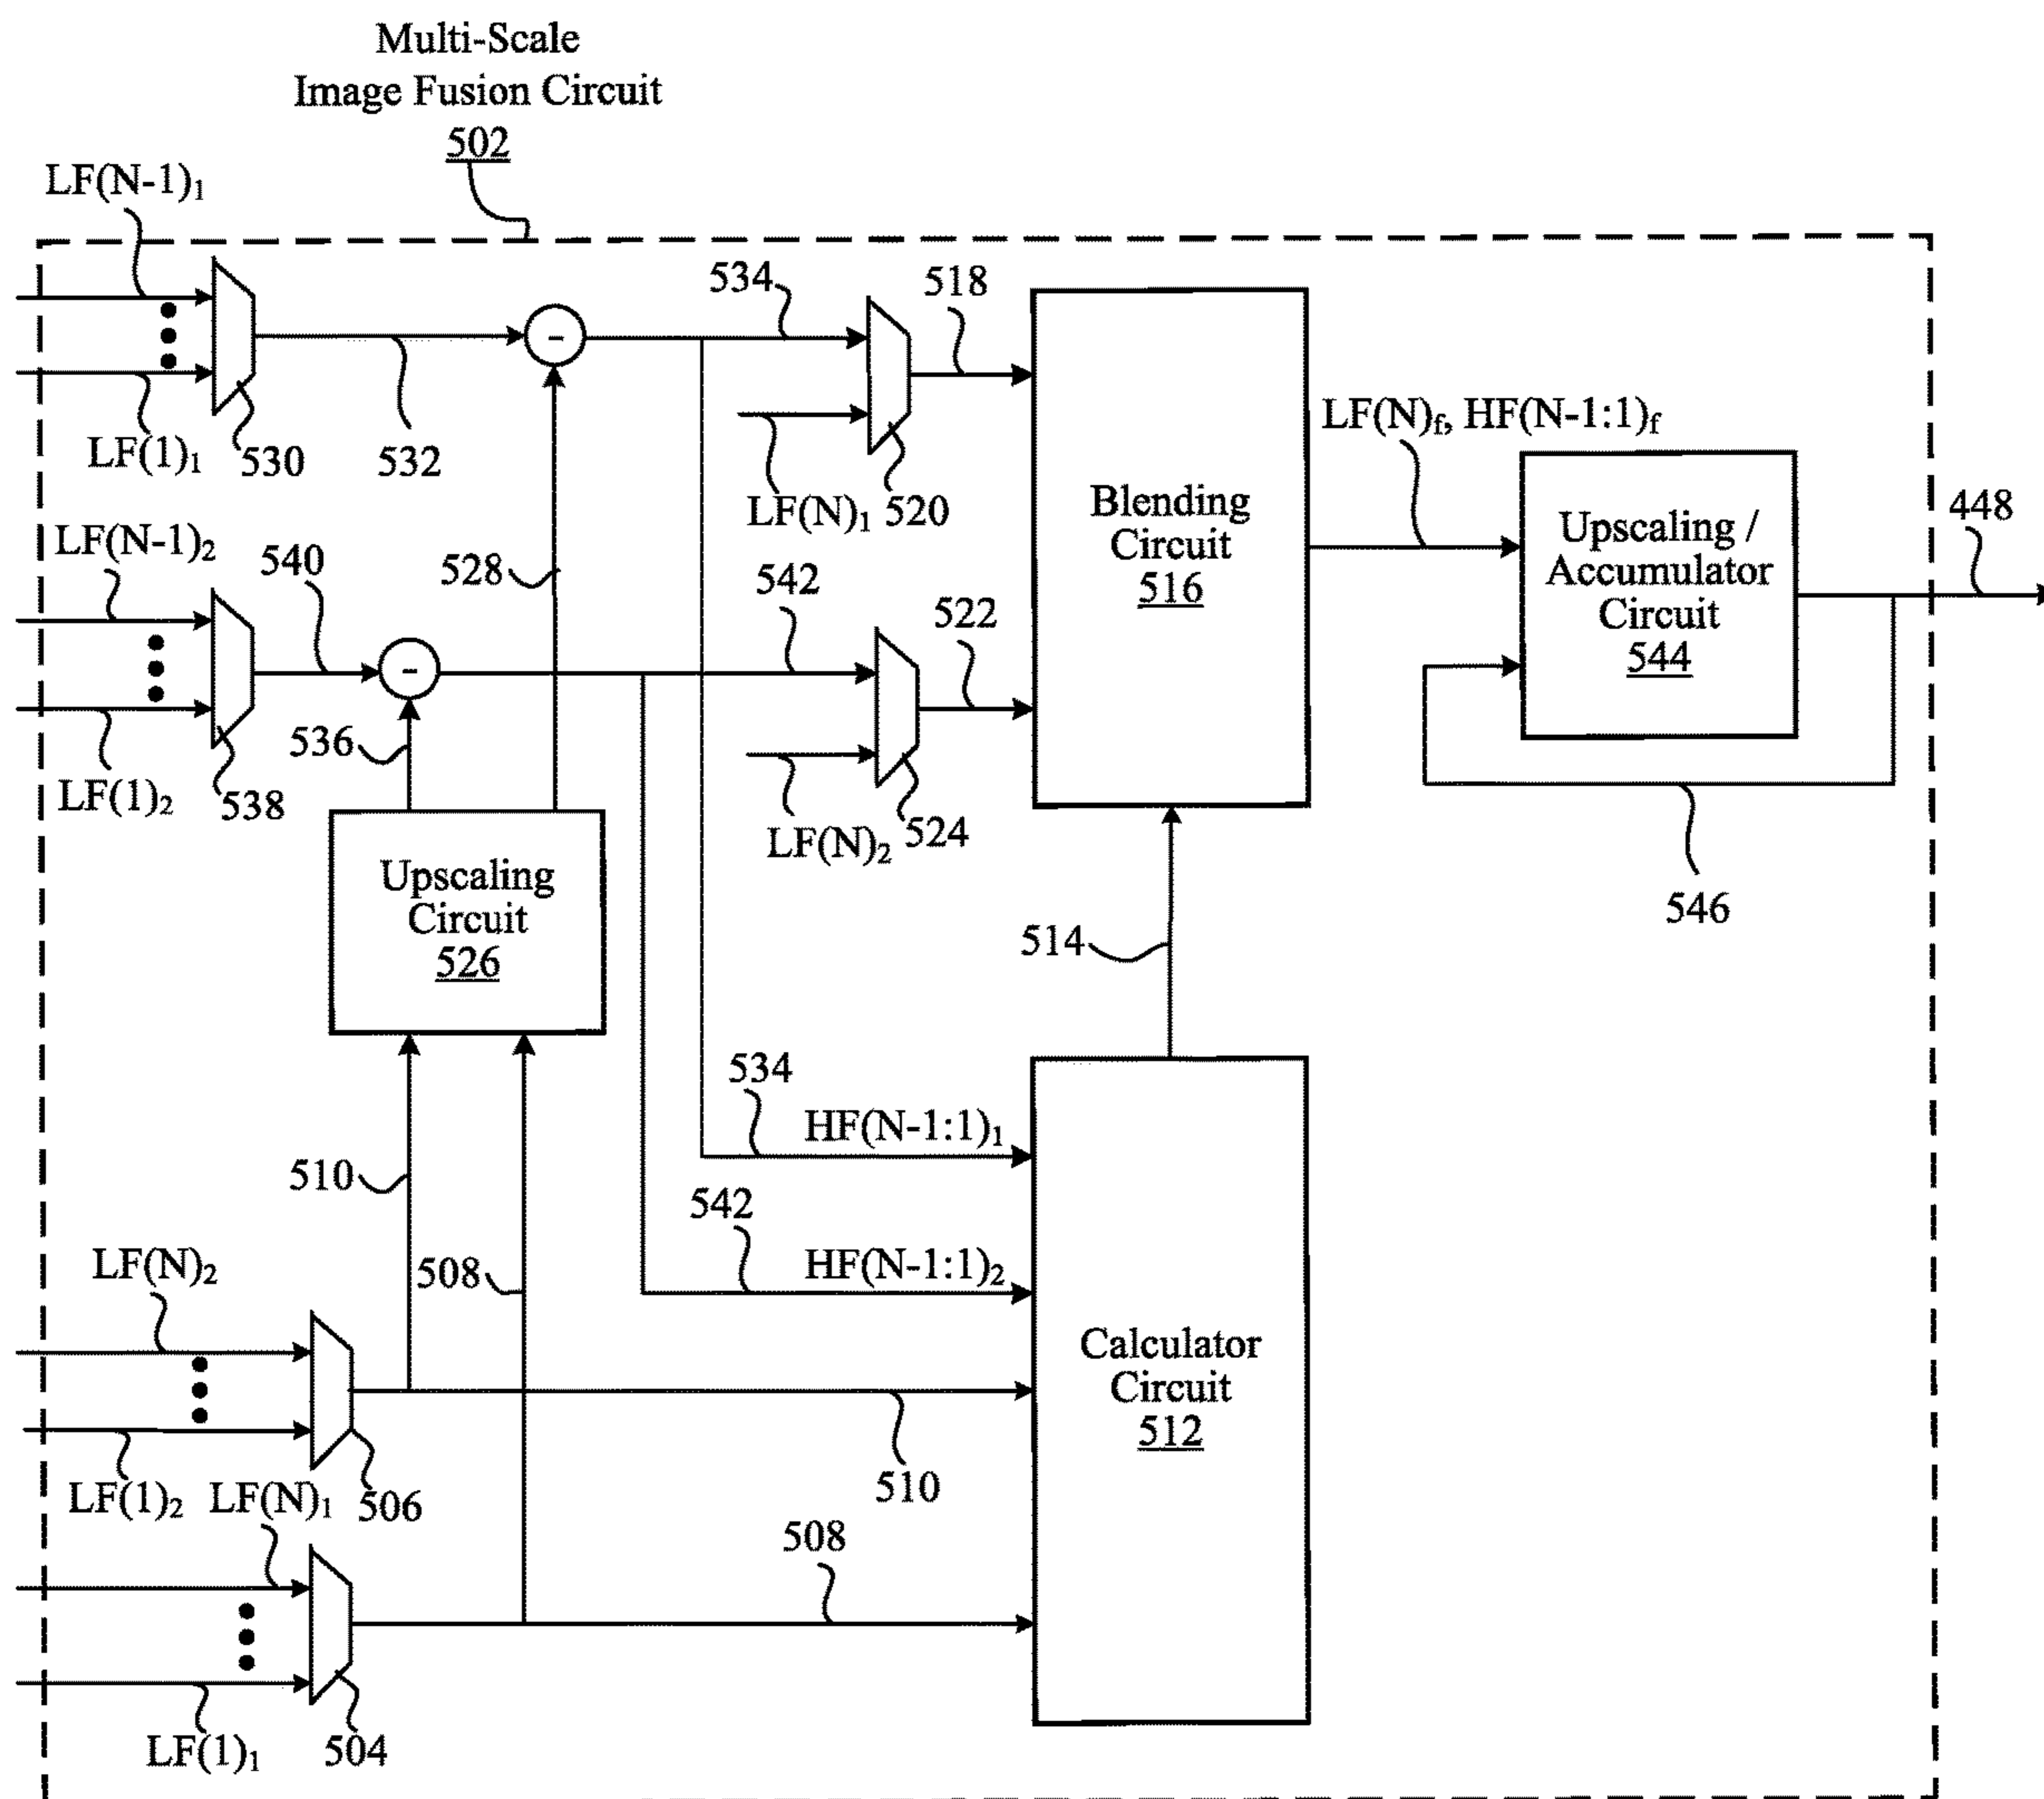 Multi-Scale
Image Fusion Circuit
502
LF(N-1)₁
534
518
LF(1)₁
530
532
LF(N)₁
520
LF(N)f, HF(N-1:1)f
Blending
Circuit
516
Upscaling /
Accumulator
Circuit
544
448
LF(N-1)₂
540
528
542
522
536
LF(1)₂
538
LF(N)₂
524
546
Upscaling
Circuit
526
514
534
HF(N-1:1)₁
510
542
HF(N-1:1)₂
LF(N)₂
508
Calculator
Circuit
512
LF(1)₂
LF(N)₁
506
510
508
LF(1)₁
504
-
-